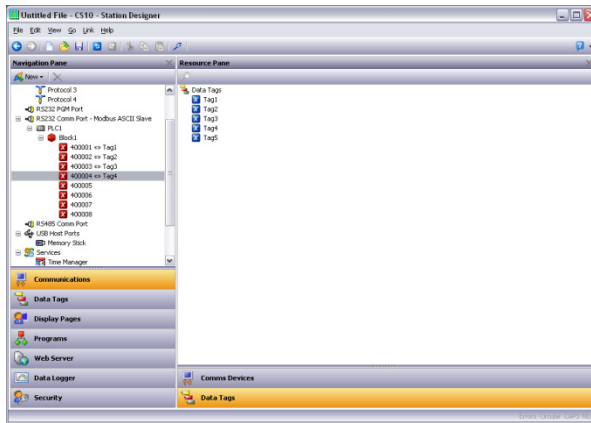 Untitled File - CS10 - Station Designer
File Edit View Go Link Help
Navigation Pane
Resource Pane
New
Protocol 3
Protocol 4
RS232 PGM Port
RS232 Comm Port - Modbus ASCII Slave
PLC1
Block1
400001 <=> Tag1
400002 <=> Tag2
400003 <=> Tag3
400004 <=> Tag4
400005
400006
400007
400008
RS485 Comm Port
USB Host Ports
Memory Stick
Services
Time Manager
Data Tags
Tag1
Tag2
Tag3
Tag4
Tag5
Communications
Data Tags
Display Pages
Programs
Web Server
Data Logger
Security
Comms Devices
Data Tags